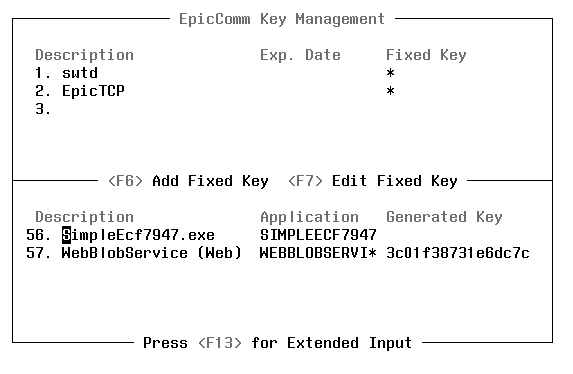 EpicComm Key Management
Description Exp. Date Fixed Key
1. swtd *
2. EpicTCP *
3.
<F6> Add Fixed Key <F7> Edit Fixed Key
Description Application Generated Key
56. SimpleEcf7947.exe SIMPLEECF7947
57. WebBlobService (Web) WEBBLOBSERVI* 3c01f38731e6dc7c
Press <F13> for Extended Input